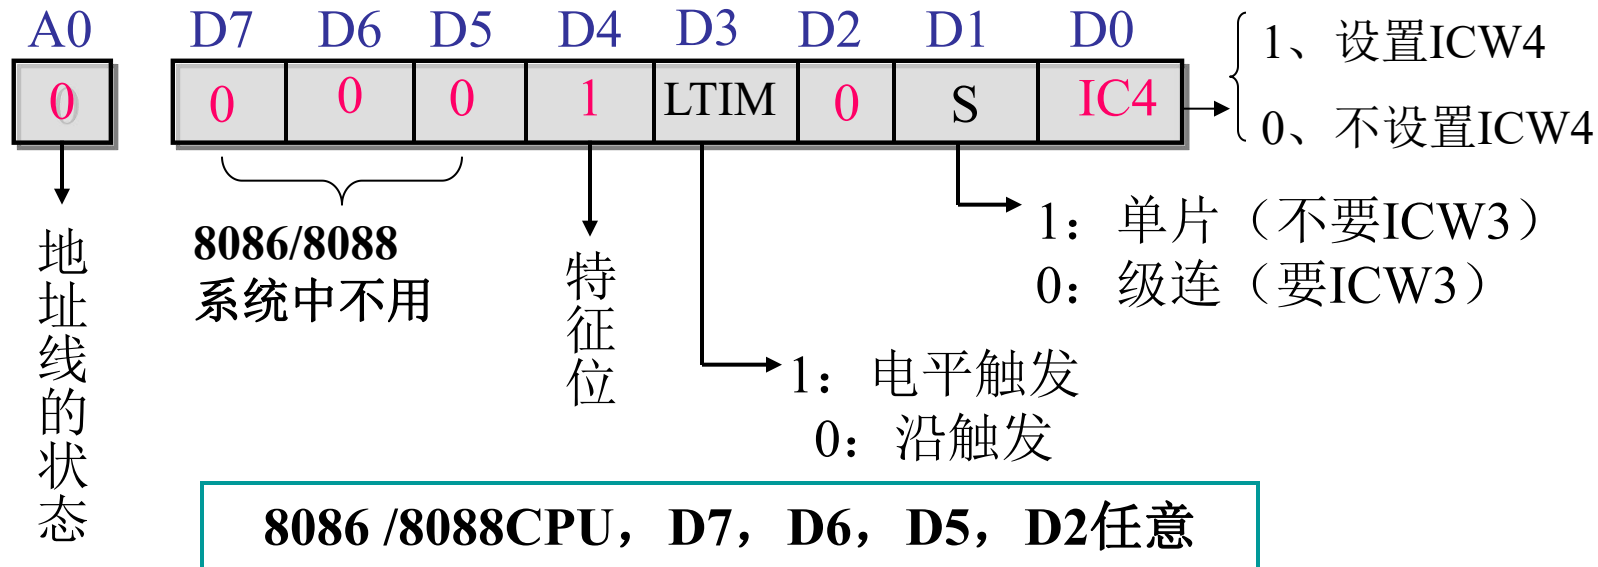 A0 D7 D6 D5 D4 D3 D2 D1 D0
0 0 0 0 1 LTIM 0 S IC4
1、设置ICW4
0、不设置ICW4
地址线的状态
8086/8088
系统中不用
特征位
1：单片（不要ICW3）
0：级连（要ICW3）
1：电平触发
0：沿触发
8086 /8088CPU，D7，D6，D5，D2任意